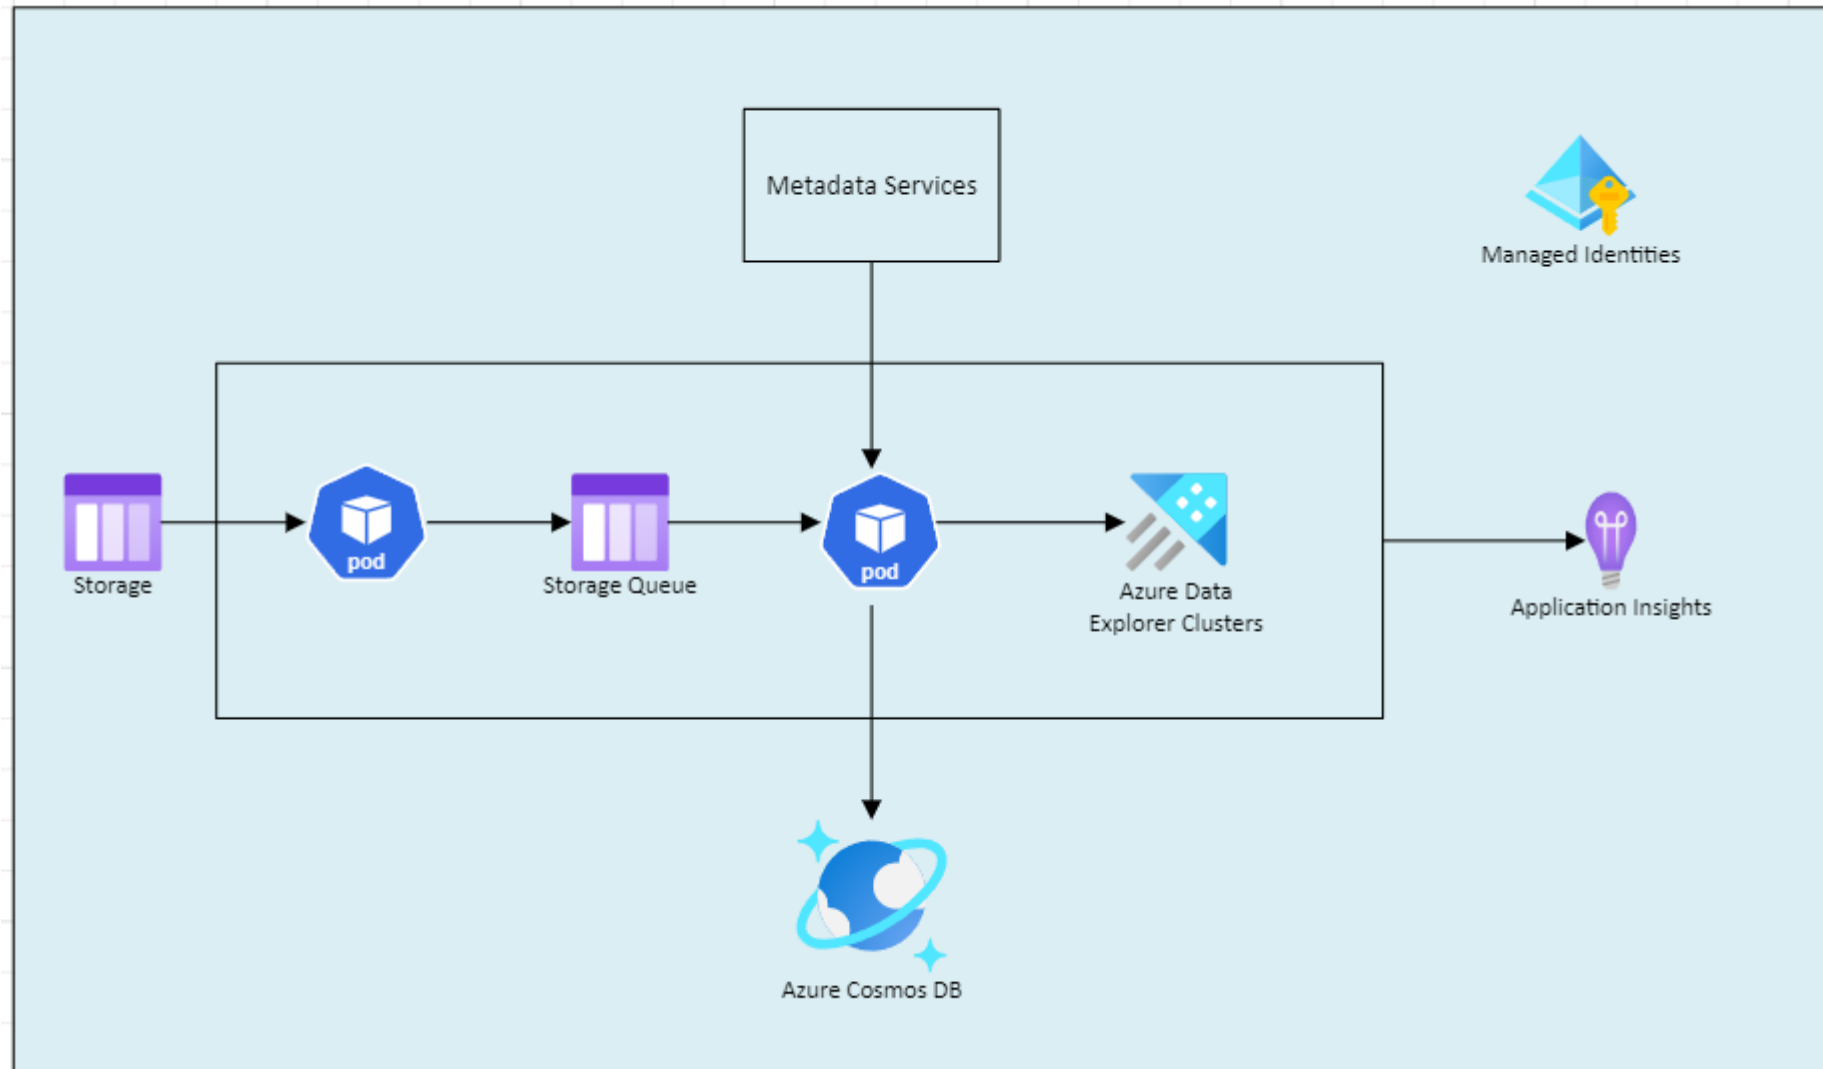 Metadata Services
Managed Identities
pod
pod
Storage
Storage Queue
Azure Data
Explorer Clusters
Application Insights
Azure Cosmos DB